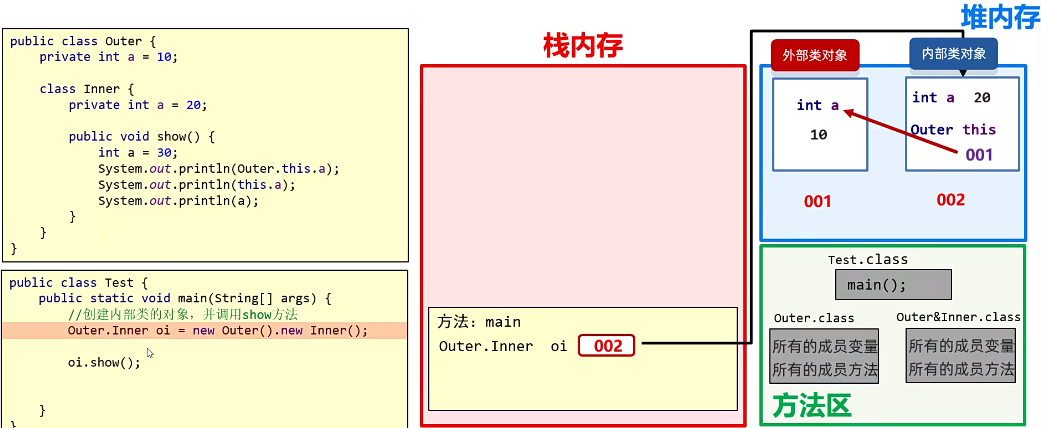 public class Outer {
private int a = 10;
class Inner {
private int a = 20;
public void show() {
int a = 30;
System.out.println(Outer.this.a);
System.out.println(this.a);
System.out.println(a);
}
}
}
public class Test {
public static void main(String[] args) {
//创建内部类的对象，并调用show方法
Outer.Inner oi = new Outer().new Inner();
oi.show();
}
}
栈内存
方法：main
Outer.Inner oi 002
堆内存
外部类对象
int a
10
001
内部类对象
int a 20
Outer this
001
002
Test.class
main();
Outer.class
所有的成员变量
所有的成员方法
Outer&Inner.class
所有的成员变量
所有的成员方法
方法区